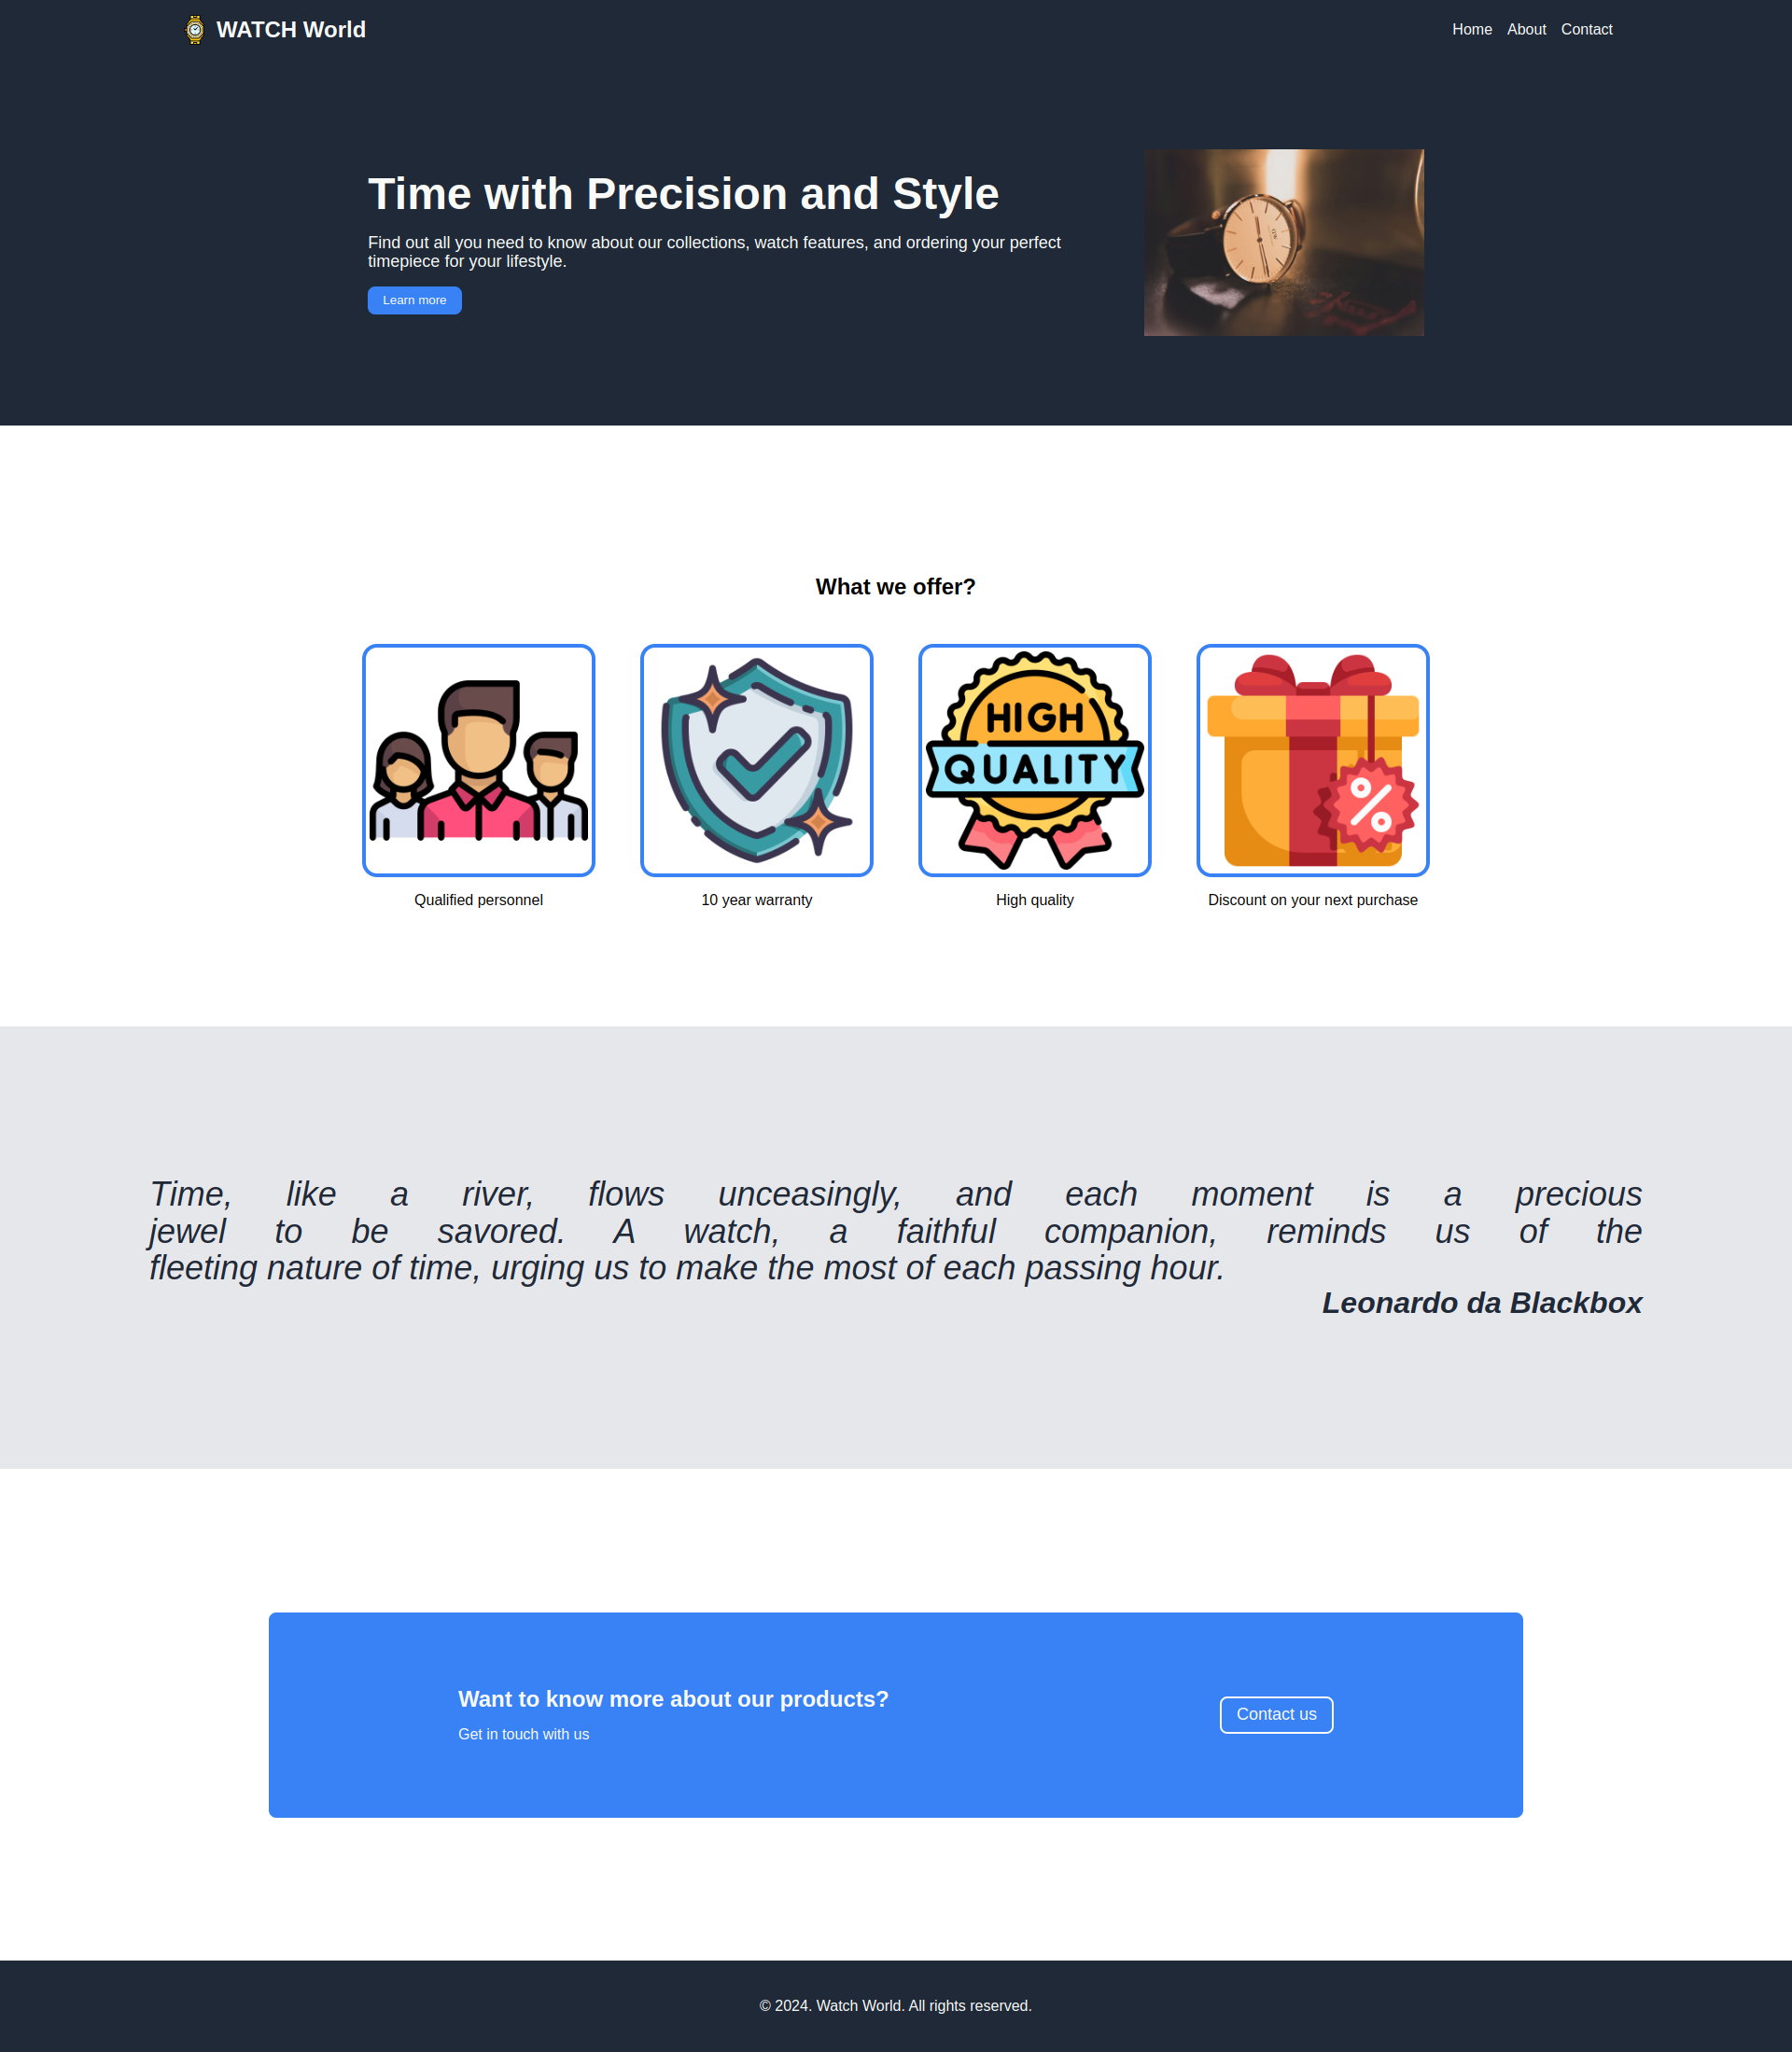 WATCH World
Home About Contact
Time with Precision and Style
Find out all you need to know about our collections, watch features, and ordering your perfect
timepiece for your lifestyle.
Learn more
What we offer?
HIGH
QUALITY
%
Qualified personnel
10 year warranty
High quality
Discount on your next purchase
Time, like a river, flows unceasingly, and each moment is a precious
jewel to be savored. A watch, a faithful companion, reminds us of the
fleeting nature of time, urging us to make the most of each passing hour.
Leonardo da Blackbox
Want to know more about our products?
Get in touch with us
Contact us
© 2024. Watch World. All rights reserved.